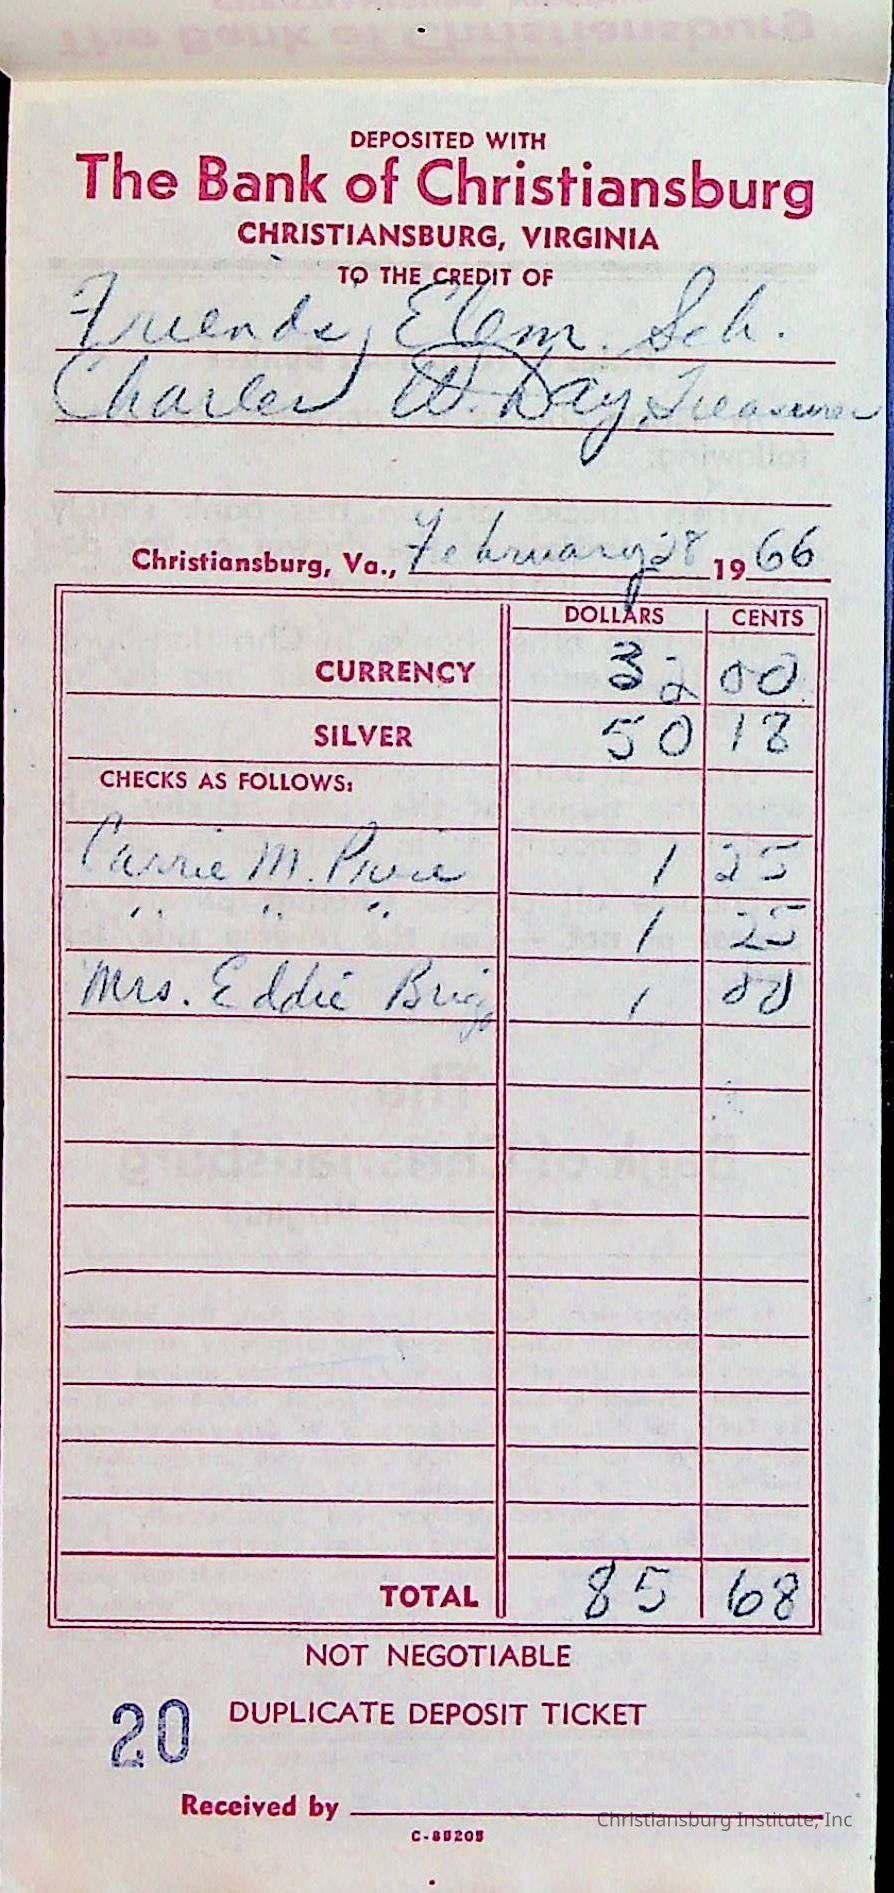 DEPOSITED WITH
The Bank of Christiansburg
CHRISTIANSBURG, VIRGINIA
TO THE CREDIT OF
Friends' Elem. Sch.
Charles W. Day, Treasurer
Christiansburg, Va., February 28 1966
DOLLARS CENTS
CURRENCY 32 00
SILVER 50 18
CHECKS AS FOLLOWS:
Carrie M. 1 25
" " " 1 25
Mrs. Eddie 1 00
TOTAL 85 68
NOT NEGOTIABLE
20 DUPLICATE DEPOSIT TICKET
Received by
Christiansburg Institute, Inc
C-85205